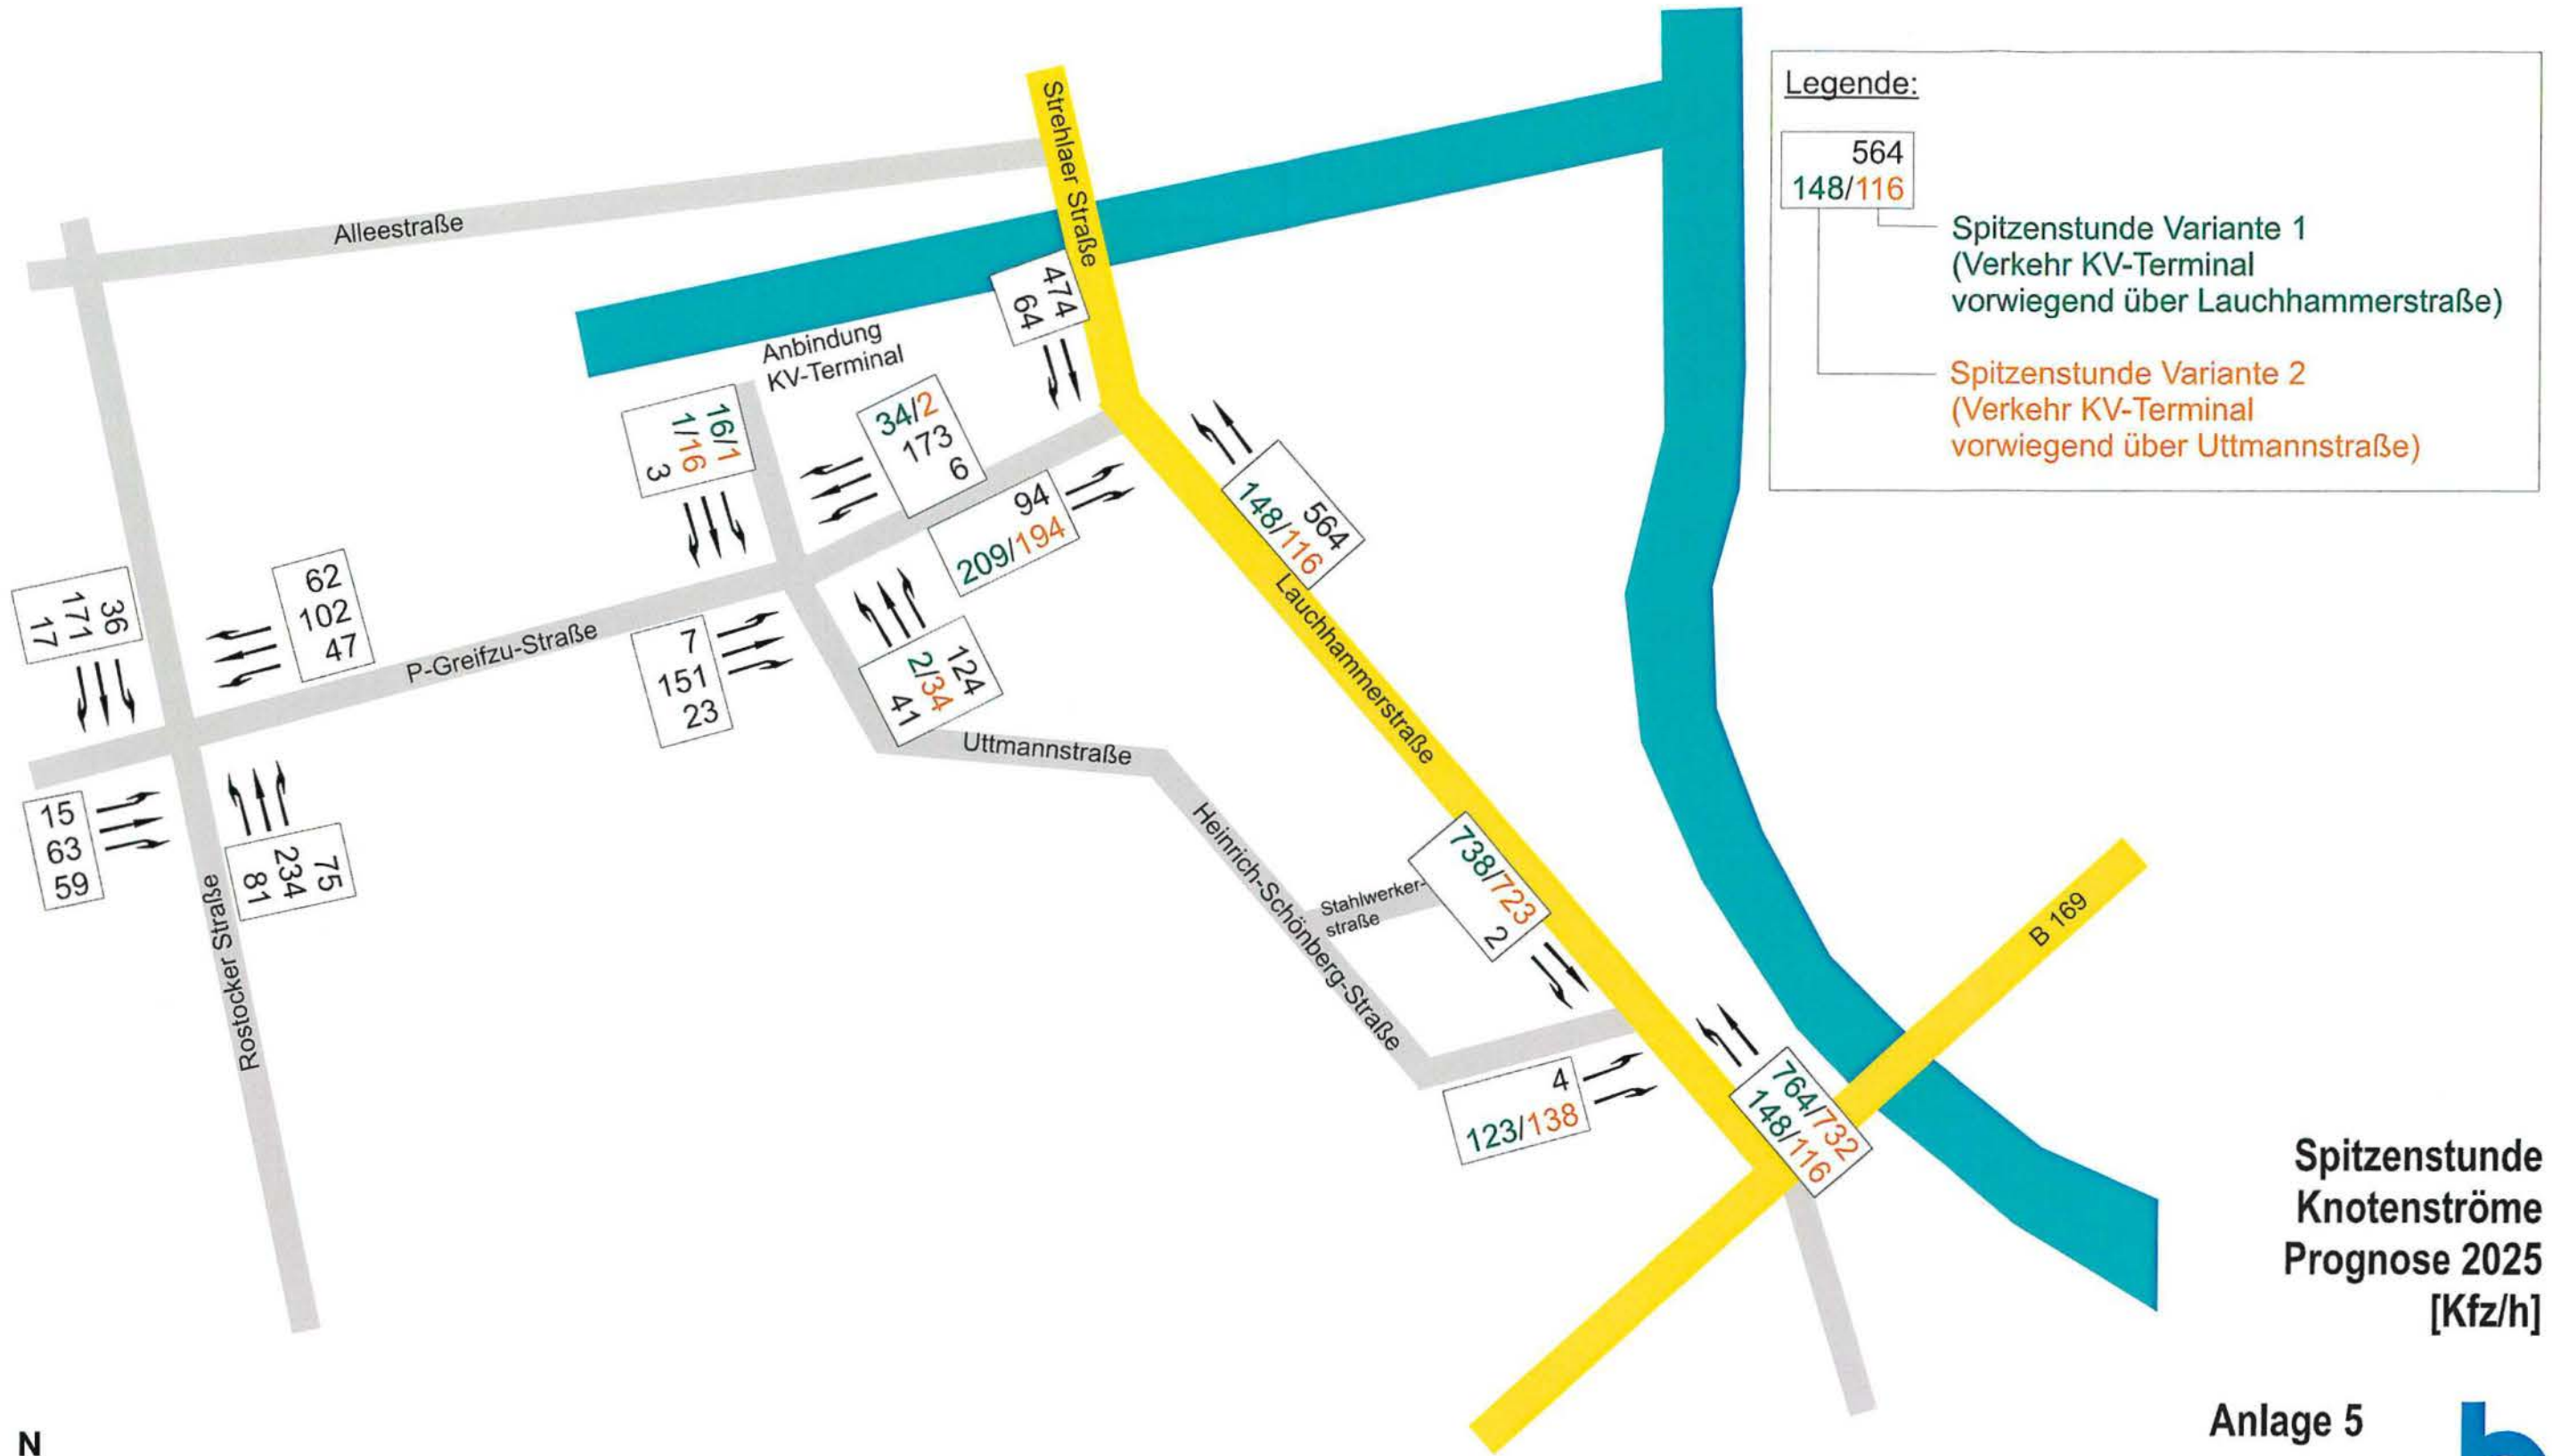 Strehlaer Straße
Legende:
564
148/116
Spitzenstunde Variante 1
(Verkehr KV-Terminal
vorwiegend über Lauchhammerstraße)
Spitzenstunde Variante 2
(Verkehr KV-Terminal
vorwiegend über Uttmannstraße)
Alleestraße
474
64
Anbindung
KV-Terminal
16/1
1/16
3
34/2
173
6
94
209/194
564
148/116
36
171
17
62
102
47
P-Greifzu-Straße
7
151
23
124
2/34
41
Lauchhammerstraße
Uttmannstraße
15
63
59
75
234
81
Rostocker Straße
Heinrich-Schönberg-Straße
Stahlwerker-
straße
738/723
2
B 169
4
123/138
764/732
148/116
Spitzenstunde
Knotenströme
Prognose 2025
[Kfz/h]
Anlage 5
N